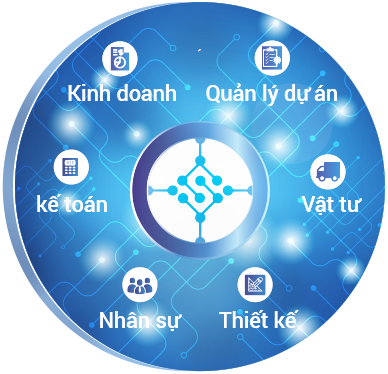 Kinh doanh
Quản lý dự án
kế toán
Vật tư
Nhân sự
Thiết kế